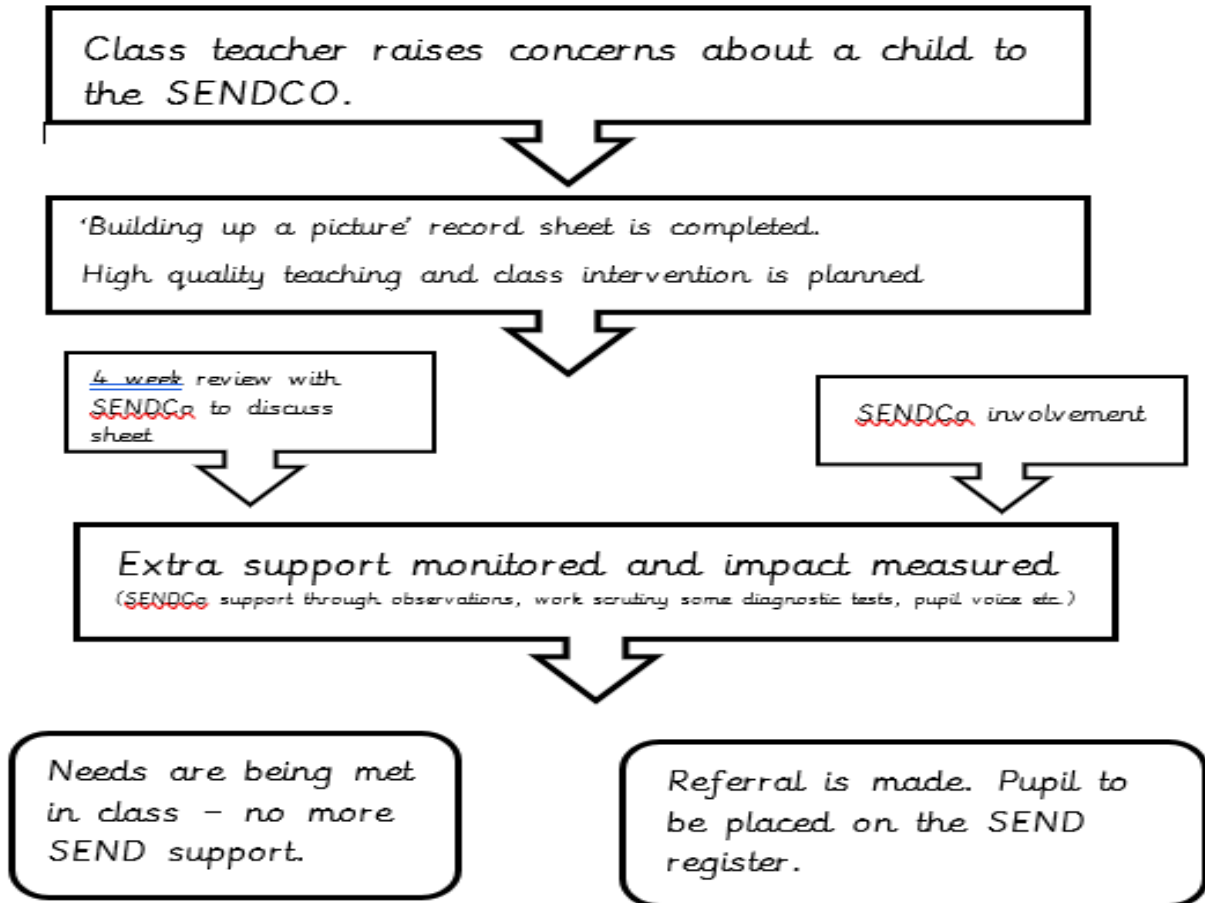 Class teacher raises concerns about a child to
the SENDCO.
‘Building up a picture’ record sheet is completed.
High quality teaching and class intervention is planned
4 week review with
SENDCo to discuss
sheet
SENDCo involvement
Extra support monitored and impact measured
(SENDCo support through observations, work scrutiny some diagnostic tests, pupil voice etc.)
Needs are being met
in class – no more
SEND support.
Referral is made. Pupil to
be placed on the SEND
register.